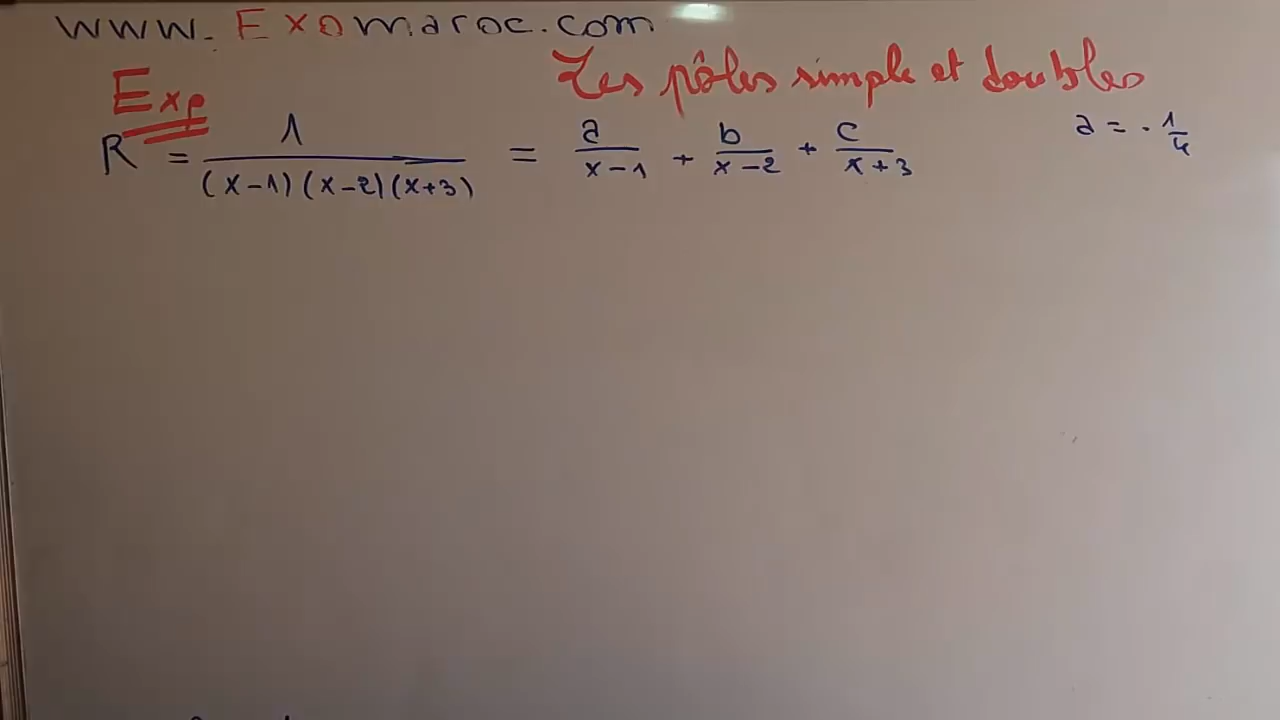 www.Exomaroc.com
Les pôles simple et doubles
Exp
R = 1/((x-1)(x-2)(x+3)) = a/(x-1) + b/(x-2) + c/(x+3)
a = -1/4